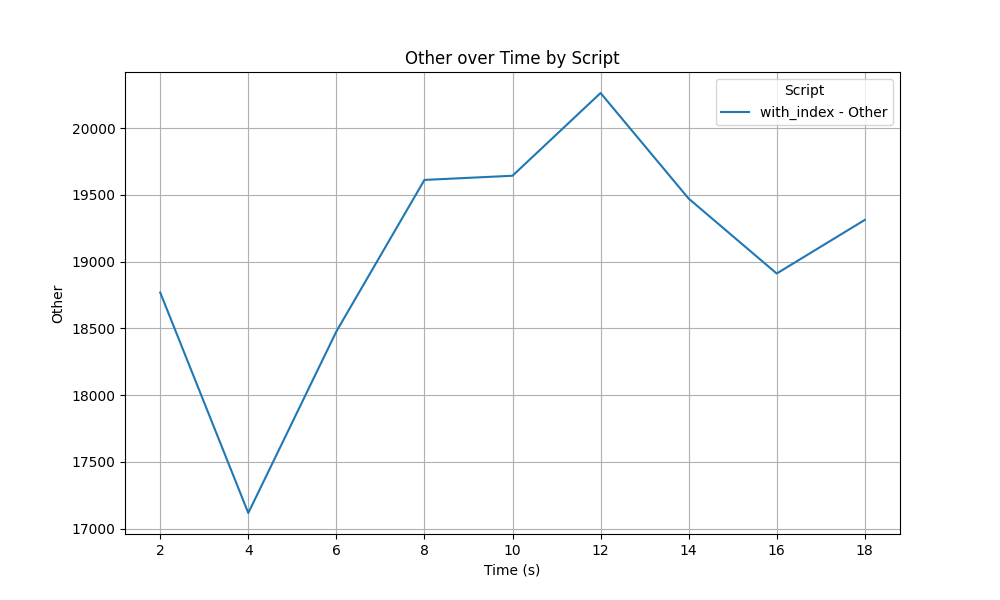 Other over Time by Script
Script
with_index - Other
Other
20000
19500
19000
18500
18000
17500
17000
2 4 6 8 10 12 14 16 18
Time (s)